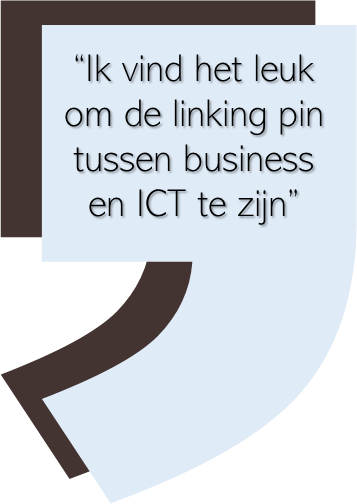 “Ik vind het leuk
om de linking pin
tussen business
en ICT te zijn”